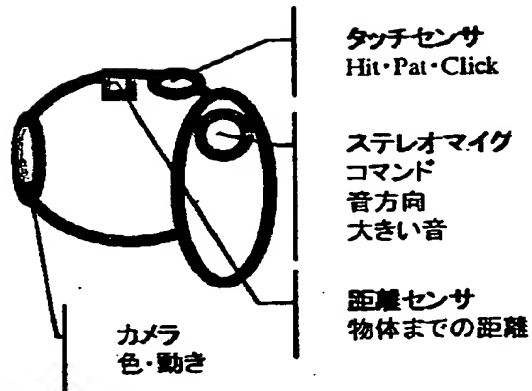 タッチセンサ
Hit・Pat・Click
ステレオマイグ
コマンド
音方向
大きい音
距離センサ
物体までの距離
カメラ
色・動き